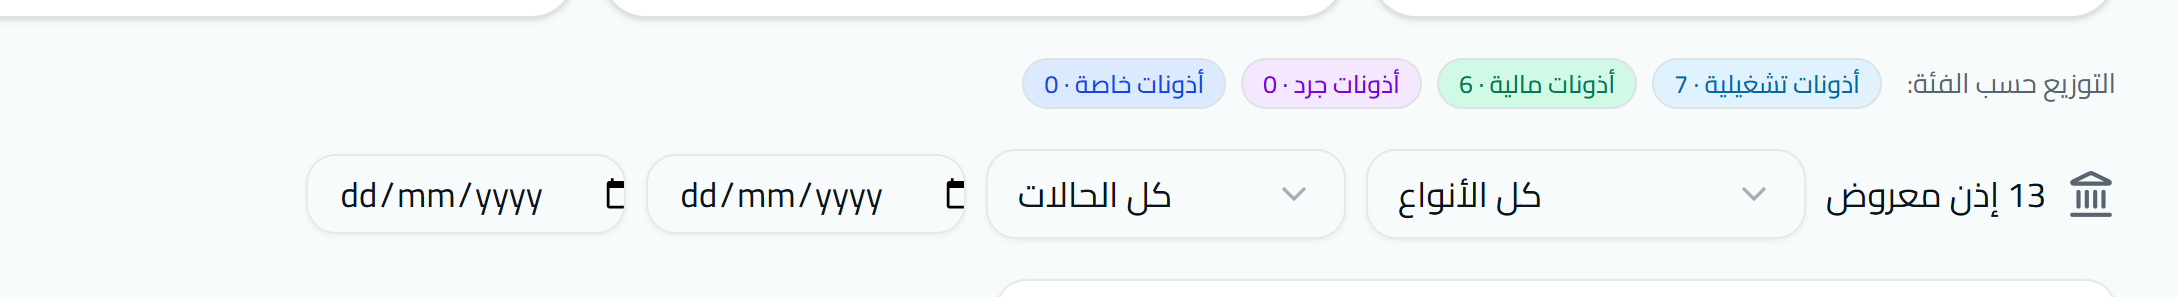 التوزيع حسب الفئة: أذونات تشغيلية · 7 أذونات مالية · 6 أذونات جرد · 0 أذونات خاصة · 0
13 إذن معروض كل الأنواع كل الحالات dd/mm/yyyy dd/mm/yyyy